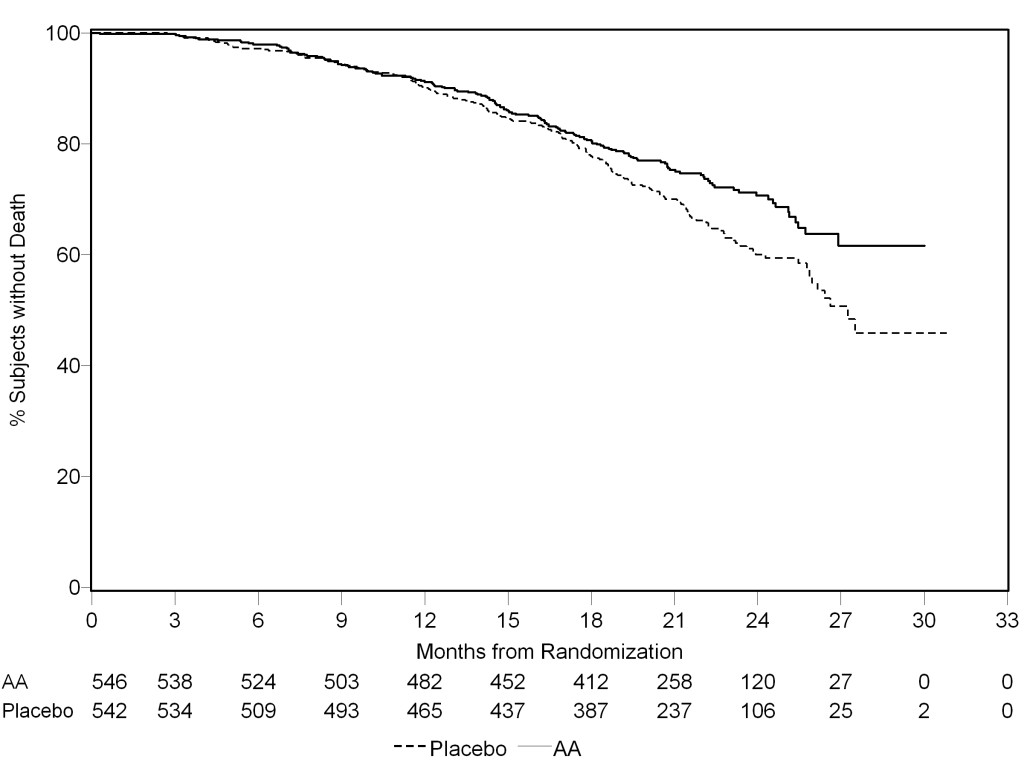 100
80
60
40
20
0
% Subjects without Death
0 3 6 9 12 15 18 21 24 27 30 33
Months from Randomization
AA 546 538 524 503 482 452 412 258 120 27 0 0
Placebo 542 534 509 493 465 437 387 237 106 25 2 0
Placebo AA